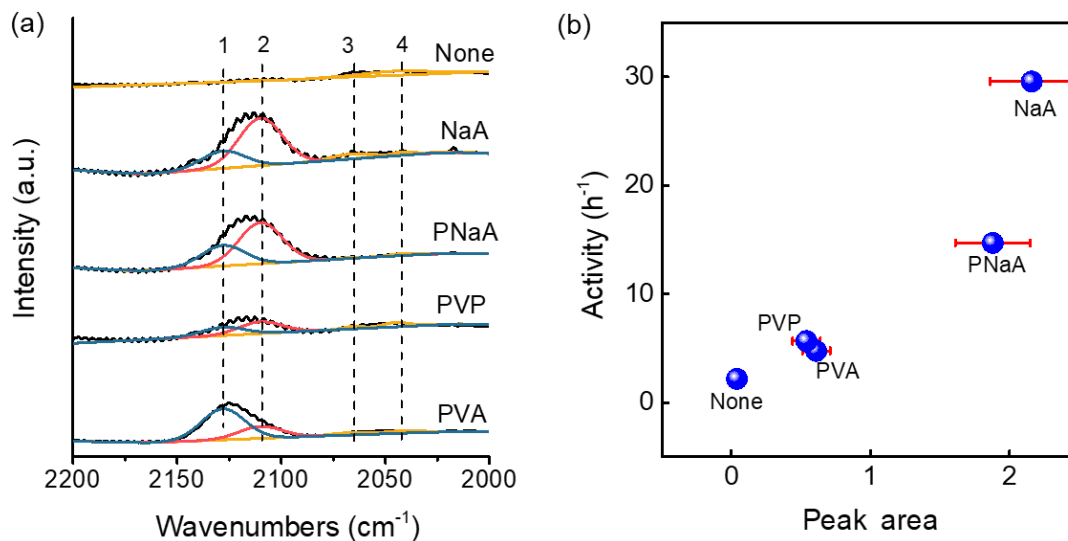 (a)
1 2 3 4
None
NaA
PNaA
PVP
PVA
Intensity (a.u.)
2200 2150 2100 2050 2000
Wavenumbers (cm⁻¹)
(b)
30
20
10
0
Activity (h⁻¹)
NaA
PNaA
PVP
PVA
None
0 1 2
Peak area